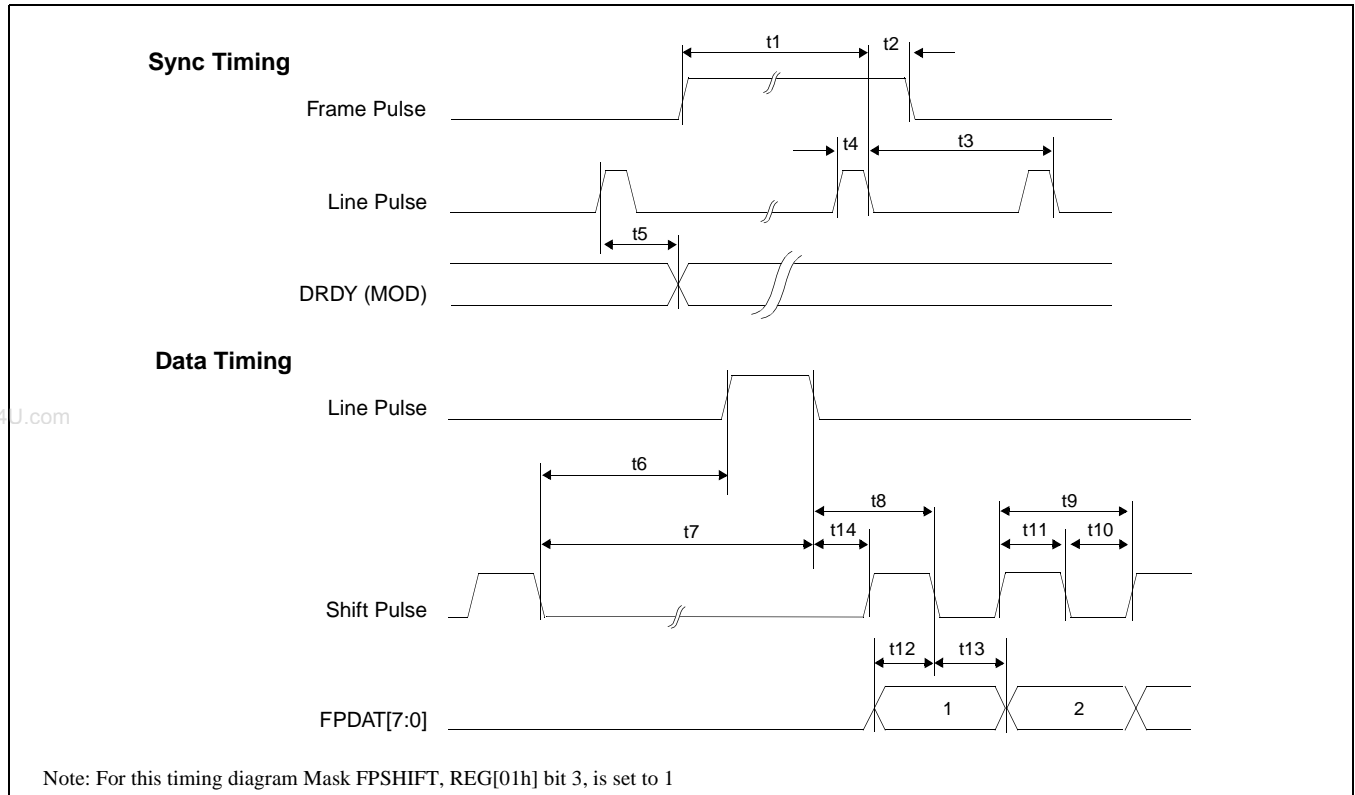 t1
t2
Sync Timing
Frame Pulse
t4
t3
Line Pulse
t5
DRDY (MOD)
Data Timing
Line Pulse
4U.com
t6
t8
t9
t7
t14
t11
t10
Shift Pulse
t12
t13
FPDAT[7:0]
1
2
Note: For this timing diagram Mask FPSHIFT, REG[01h] bit 3, is set to 1